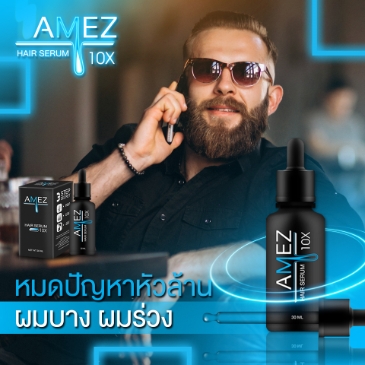 AMEZ
HAIR SERUM 10X
AMEZ
HAIR SERUM
10X
AMEZ 10X
HAIR SERUM
30 ML
หมดปัญหาหัวล้าน
ผมบาง ผมร่วง